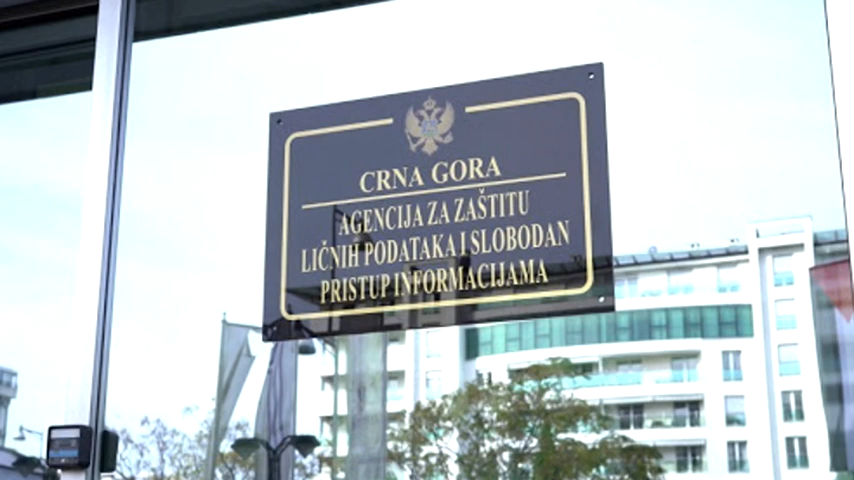 CRNA GORA
AGENCIJA ZA ZAŠTITU
LIČNIH PODATAKA I SLOBODAN
PRISTUP INFORMACIJAMA